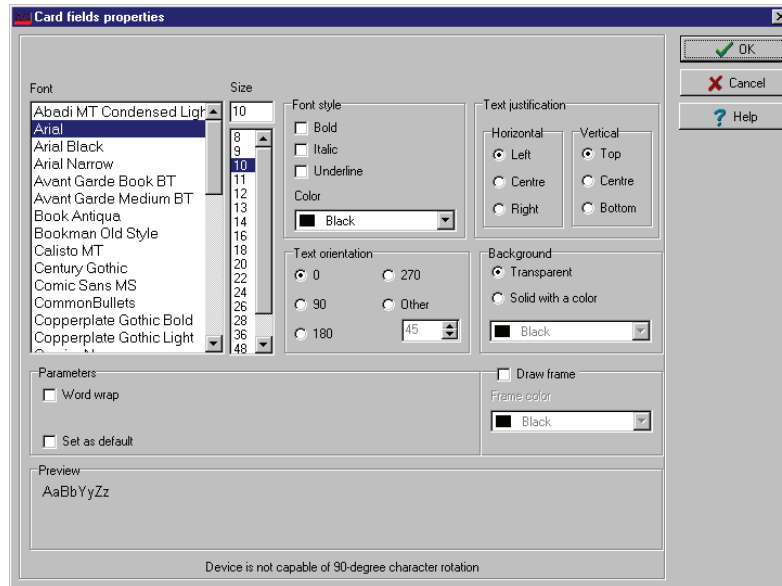 Card fields properties
OK
Cancel
Help
Font
Abadi MT Condensed Ligh
Arial
Arial Black
Arial Narrow
Avant Garde Book BT
Avant Garde Medium BT
Book Antiqua
Bookman Old Style
Calisto MT
Century Gothic
Comic Sans MS
CommonBullets
Copperplate Gothic Bold
Copperplate Gothic Light
Size
10
8
9
10
11
12
13
14
16
18
20
22
24
26
28
36
48
Font style
Bold
Italic
Underline
Color
Black
Text justification
Horizontal
Left
Centre
Right
Vertical
Top
Centre
Bottom
Text orientation
0
270
90
Other
180
45
Background
Transparent
Solid with a color
Black
Parameters
Word wrap
Set as default
Draw frame
Frame color
Black
Preview
AaBbYyZz
Device is not capable of 90-degree character rotation